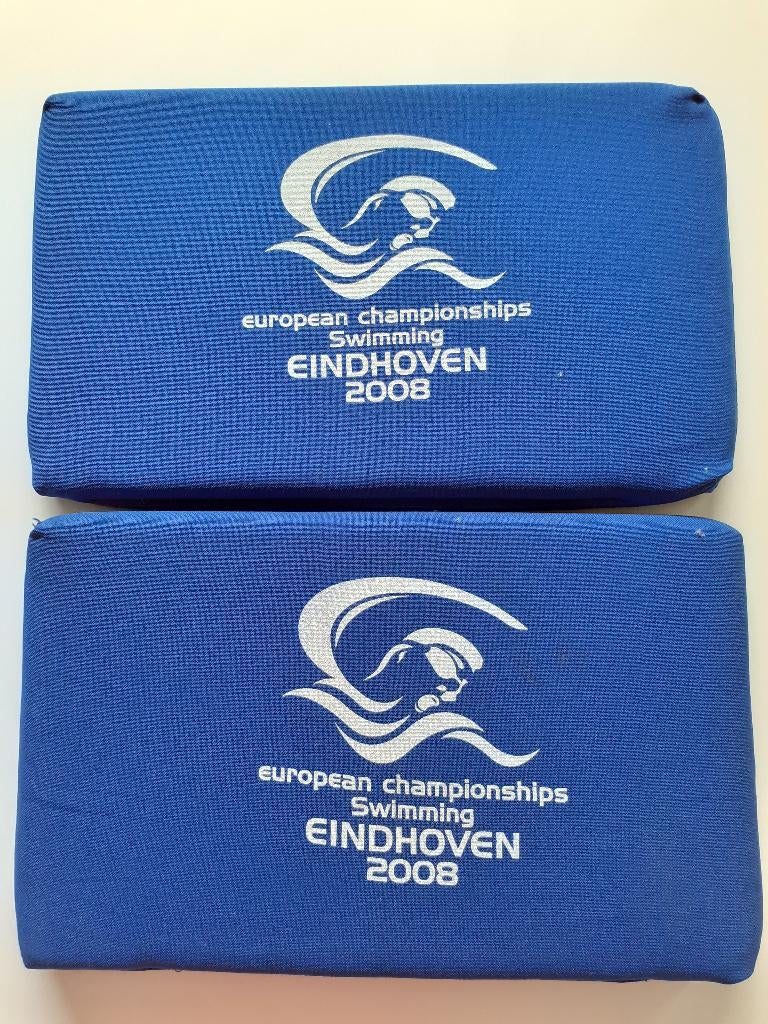 european championships
Swimming
EINDHOVEN
2008
european championships
Swimming
EINDHOVEN
2008